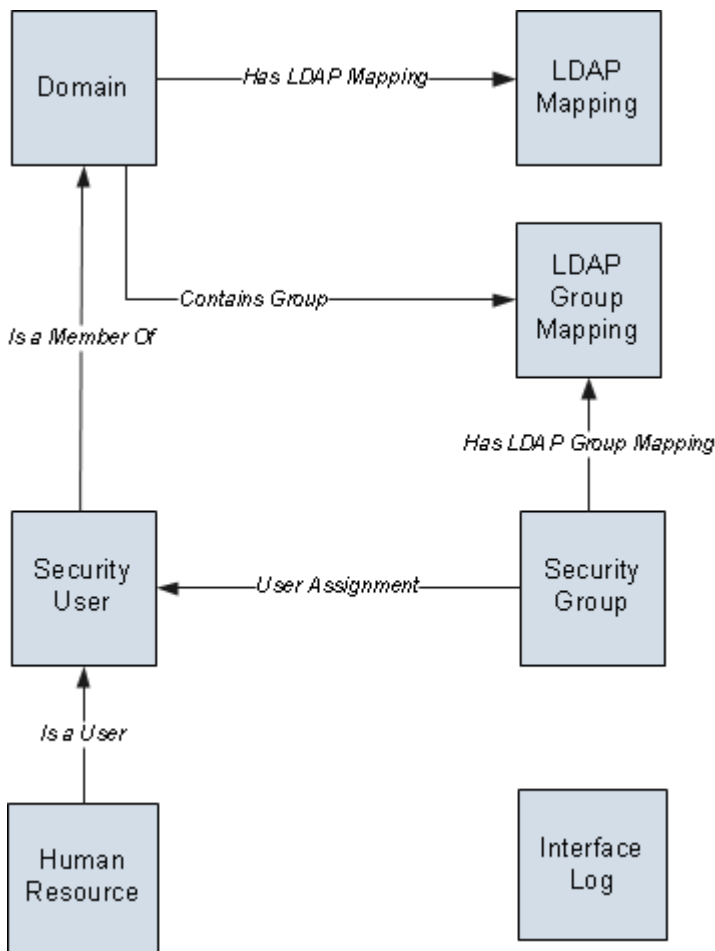 Domain
Has LDAP Mapping
LDAP
Mapping
LDAP
Group
Mapping
Contains Group
Is a Member Of
Has LDAP Group Mapping
Security
User
User Assignment
Security
Group
Is a User
Human
Resource
Interface
Log